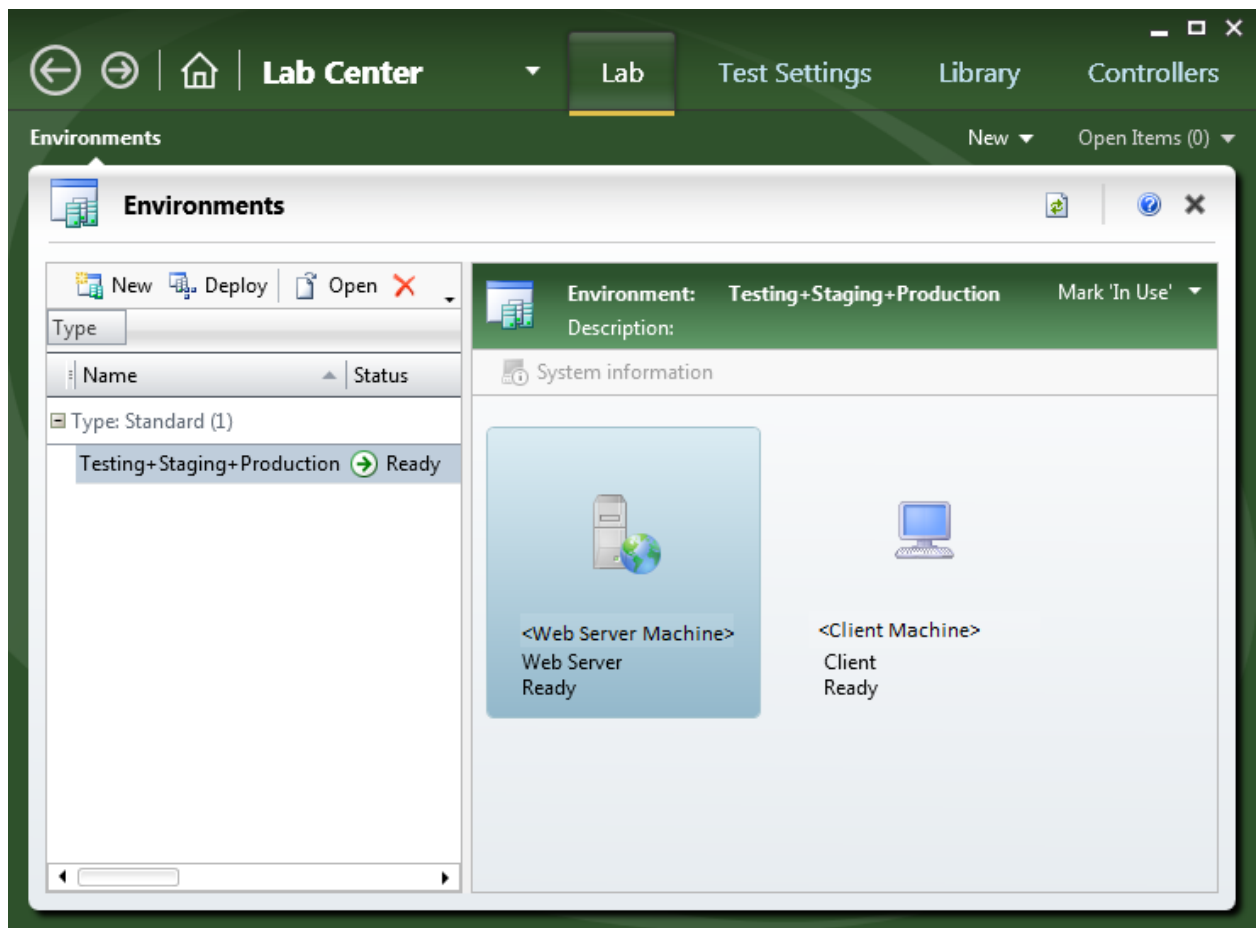 Lab Center Lab Test Settings Library Controllers
Environments New Open Items (0)
Environments
New Deploy Open
Type
Name Status
Type: Standard (1)
Testing+Staging+Production Ready
Environment: Testing+Staging+Production Mark 'In Use'
Description:
System information
<Web Server Machine>
Web Server
Ready
<Client Machine>
Client
Ready